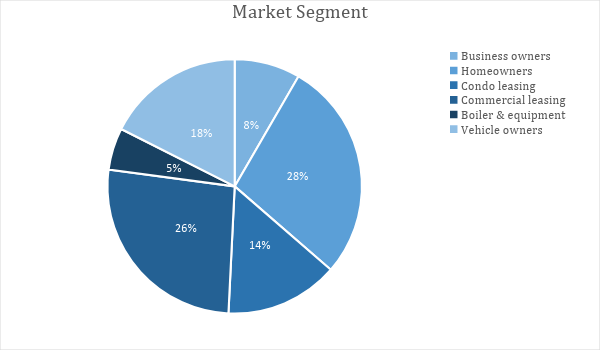 Market Segment
Business owners
Homeowners
Condo leasing
Commercial leasing
Boiler & equipment
Vehicle owners
8%
28%
14%
26%
5%
18%